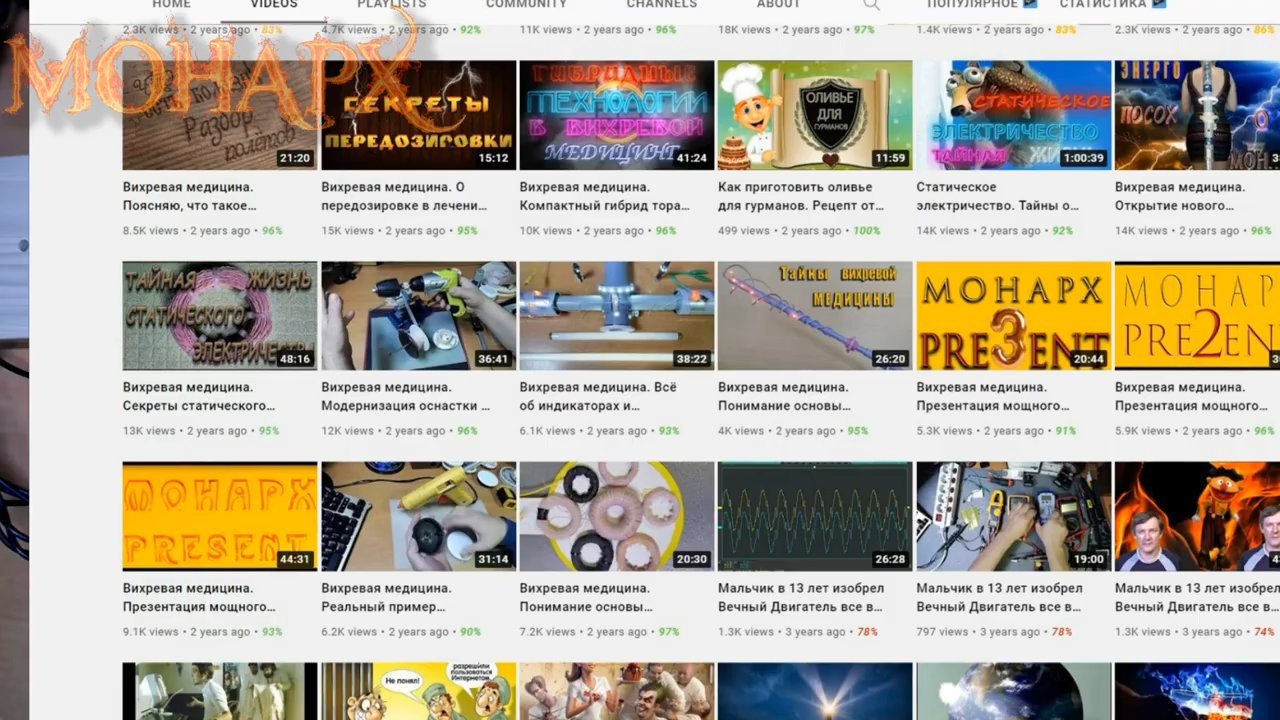 HOME VIDEOS PLAYLISTS COMMUNITY CHANNELS ABOUT ПОПУЛЯРНОЕ СТАТИСТИКА
2.3K views • 2 years ago • 83%
4.7K views • 2 years ago • 92%
11K views • 2 years ago • 96%
18K views • 2 years ago • 97%
1.4K views • 2 years ago • 83%
2.3K views • 2 years ago • 86%
МОНАРХ
Разбор
полётов
21:20
СЕКРЕТЫ
ПЕРЕДОЗИРОВКИ
15:12
ГИБРИДНЫЕ
ТЕХНОЛОГИИ
В ВИХРЕВОЙ
МЕДИЦИНЕ
41:24
ОЛИВЬЕ
ДЛЯ
ГУРМАНОВ
11:59
СТАТИЧЕСКОЕ
ЭЛЕКТРИЧЕСТВО
ТАЙНАЯ ЖИЗНЬ
1:00:39
ЭНЕРГО
ПОСОХ
МОН
Вихревая медицина.
Поясняю, что такое…
Вихревая медицина. О
передозировке в лечени…
Вихревая медицина.
Компактный гибрид тора…
Как приготовить оливье
для гурманов. Рецепт от…
Статическое
электричество. Тайны о…
Вихревая медицина.
Открытие нового…
8.5K views • 2 years ago • 96%
15K views • 2 years ago • 95%
10K views • 2 years ago • 96%
499 views • 2 years ago • 100%
14K views • 2 years ago • 92%
14K views • 2 years ago • 96%
ТАЙНАЯ ЖИЗНЬ
СТАТИЧЕСКОГО
ЭЛЕКТРИЧЕСТВА
48:16
36:41
38:22
Тайны вихревой
медицины
26:20
МОНАРХ
PRE3ENT
20:44
МОНАР
PRE2EN
Вихревая медицина.
Секреты статического…
Вихревая медицина.
Модернизация оснастки …
Вихревая медицина. Всё
об индикаторах и…
Вихревая медицина.
Понимание основы…
Вихревая медицина.
Презентация мощного…
Вихревая медицина.
Презентация мощного…
13K views • 2 years ago • 95%
12K views • 2 years ago • 96%
6.1K views • 2 years ago • 93%
4K views • 2 years ago • 95%
5.3K views • 2 years ago • 91%
5.9K views • 2 years ago • 96%
МОНАРХ
PRESENT
44:31
31:14
20:30
26:28
19:00
Вихревая медицина.
Презентация мощного…
Вихревая медицина.
Реальный пример…
Вихревая медицина.
Понимание основы…
Мальчик в 13 лет изобрел
Вечный Двигатель все в…
Мальчик в 13 лет изобрел
Вечный Двигатель все в…
Мальчик в 13 лет изобрел
Вечный Двигатель все в…
9.1K views • 2 years ago • 93%
6.2K views • 2 years ago • 90%
7.2K views • 2 years ago • 97%
1.3K views • 3 years ago • 78%
797 views • 3 years ago • 78%
1.3K views • 3 years ago • 74%
Не понял!
разрешили
пользоваться
Интернетом